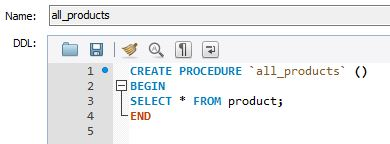 Name: all_products
DDL:
1 CREATE PROCEDURE `all_products` ()
2 BEGIN
3 SELECT * FROM product;
4 END
5